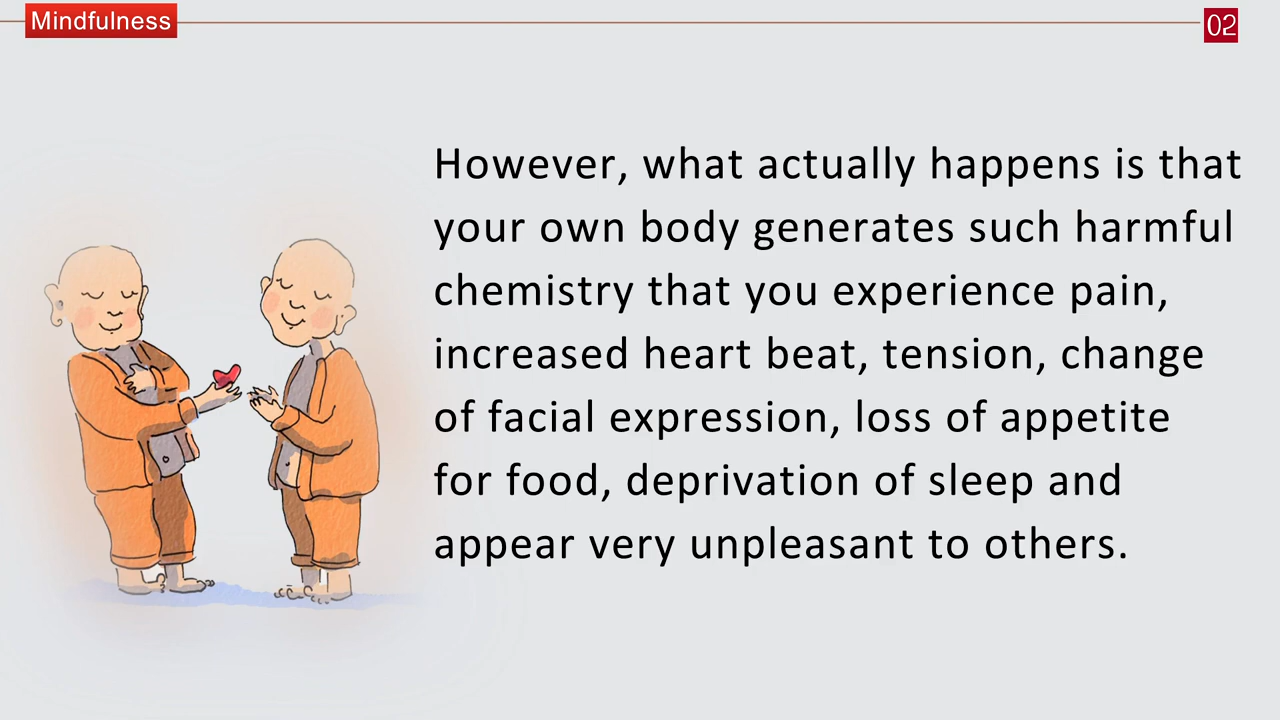 Mindfulness
02
However, what actually happens is that
your own body generates such harmful
chemistry that you experience pain,
increased heart beat, tension, change
of facial expression, loss of appetite
for food, deprivation of sleep and
appear very unpleasant to others.